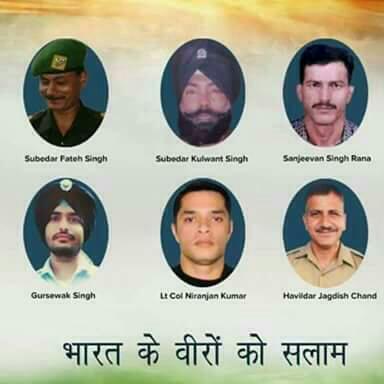 Subedar Fateh Singh
Subedar Kulwant Singh
Sanjeevan Singh Rana
Gursewak Singh
Lt Col Niranjan Kumar
Havildar Jagdish Chand
भारत के वीरों को सलाम